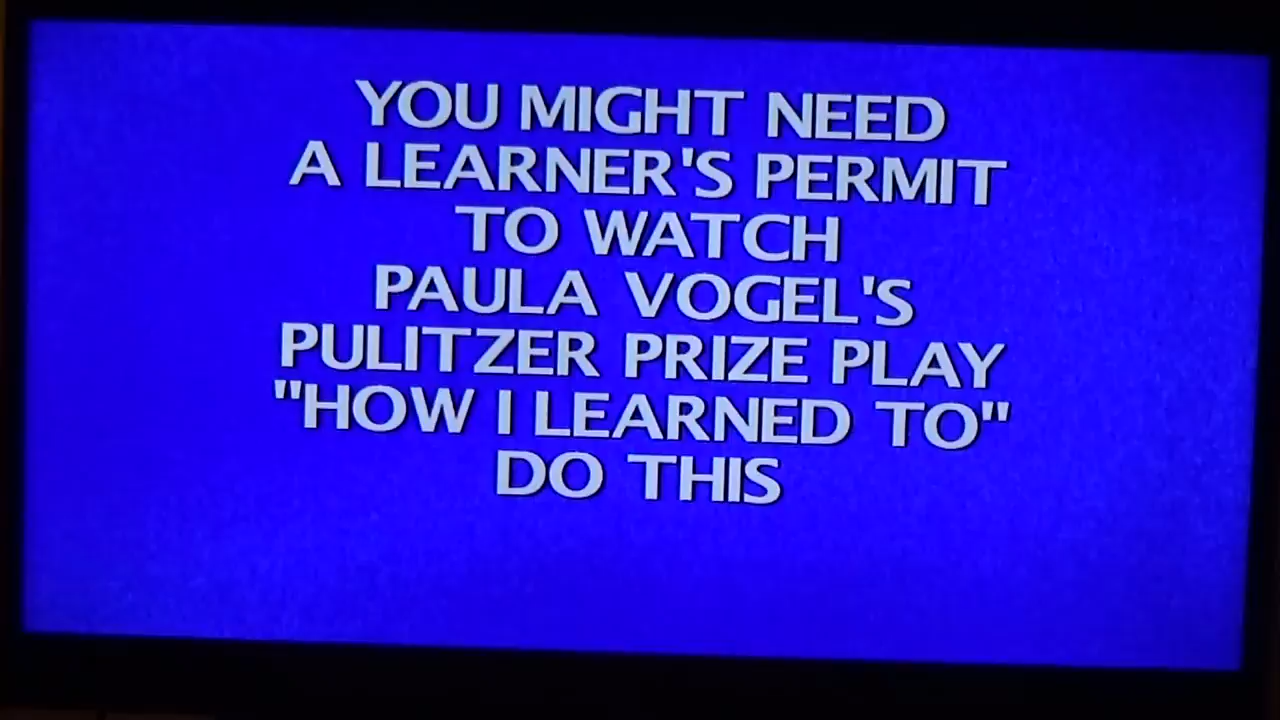 YOU MIGHT NEED
A LEARNER'S PERMIT
TO WATCH
PAULA VOGEL'S
PULITZER PRIZE PLAY
"HOW I LEARNED TO"
DO THIS